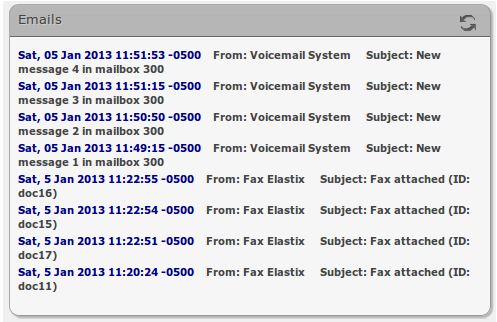 Emails
Sat, 05 Jan 2013 11:51:53 -0500 From: Voicemail System Subject: New
message 4 in mailbox 300
Sat, 05 Jan 2013 11:51:15 -0500 From: Voicemail System Subject: New
message 3 in mailbox 300
Sat, 05 Jan 2013 11:50:50 -0500 From: Voicemail System Subject: New
message 2 in mailbox 300
Sat, 05 Jan 2013 11:49:15 -0500 From: Voicemail System Subject: New
message 1 in mailbox 300
Sat, 5 Jan 2013 11:22:55 -0500 From: Fax Elastix Subject: Fax attached (ID:
doc16)
Sat, 5 Jan 2013 11:22:54 -0500 From: Fax Elastix Subject: Fax attached (ID:
doc15)
Sat, 5 Jan 2013 11:22:51 -0500 From: Fax Elastix Subject: Fax attached (ID:
doc17)
Sat, 5 Jan 2013 11:20:24 -0500 From: Fax Elastix Subject: Fax attached (ID:
doc11)